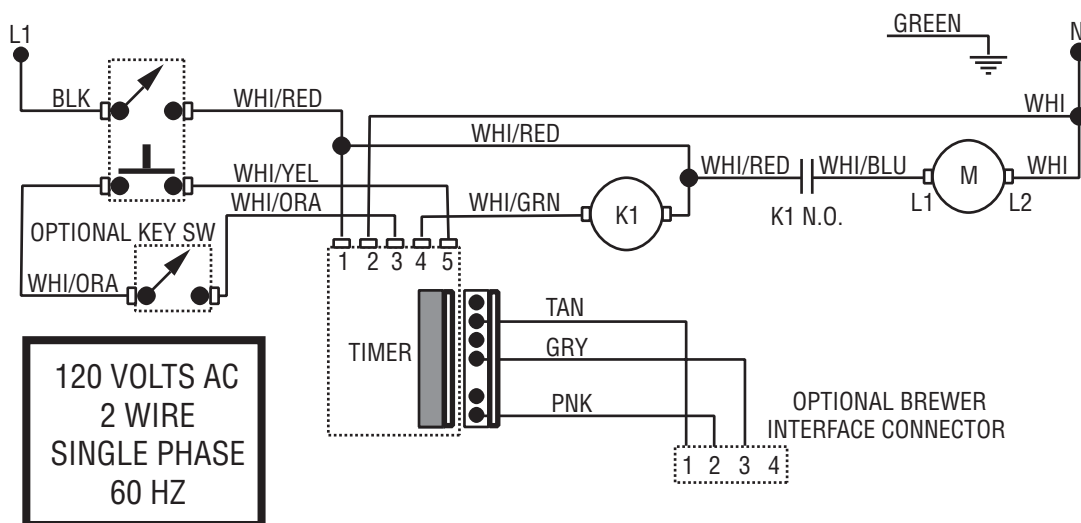 L1
GREEN
N
BLK
WHI/RED
WHI
WHI/RED
WHI/YEL
WHI/RED
WHI/BLU
M
WHI
WHI/ORA
WHI/GRN
K1
K1 N.O.
L1
L2
OPTIONAL KEY SW
WHI/ORA
1 2 3 4 5
TIMER
TAN
GRY
PNK
OPTIONAL BREWER
INTERFACE CONNECTOR
1 2 3 4
120 VOLTS AC
2 WIRE
SINGLE PHASE
60 HZ